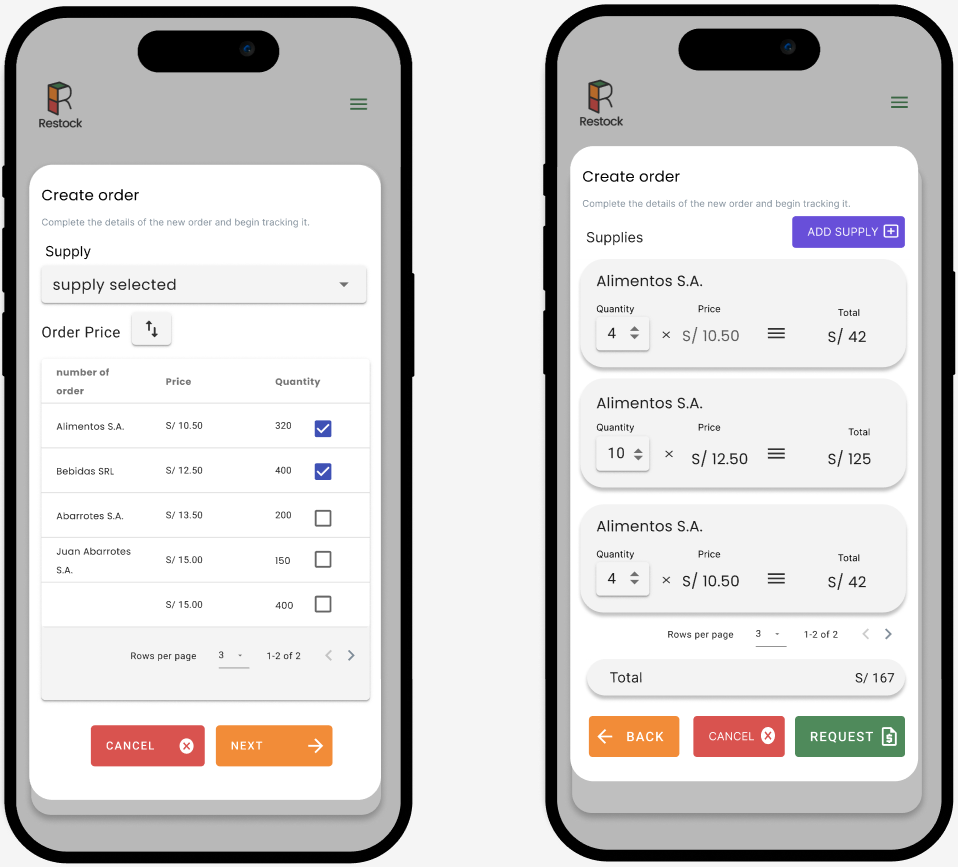 Restock
Create order
Complete the details of the new order and begin tracking it.
Supply
supply selected
Order Price
number of order Price Quantity
Alimentos S.A. S/ 10.50 320
Bebidas SRL S/ 12.50 400
Abarrotes S.A. S/ 13.50 200
Juan Abarrotes S.A. S/ 15.00 150
S/ 15.00 400
Rows per page 3 1-2 of 2
CANCEL NEXT
Restock
Create order
Complete the details of the new order and begin tracking it.
Supplies ADD SUPPLY
Alimentos S.A.
Quantity Price Total
4 × S/ 10.50 S/ 42
Alimentos S.A.
Quantity Price Total
10 × S/ 12.50 S/ 125
Alimentos S.A.
Quantity Price Total
4 × S/ 10.50 S/ 42
Rows per page 3 1-2 of 2
Total S/ 167
BACK CANCEL REQUEST